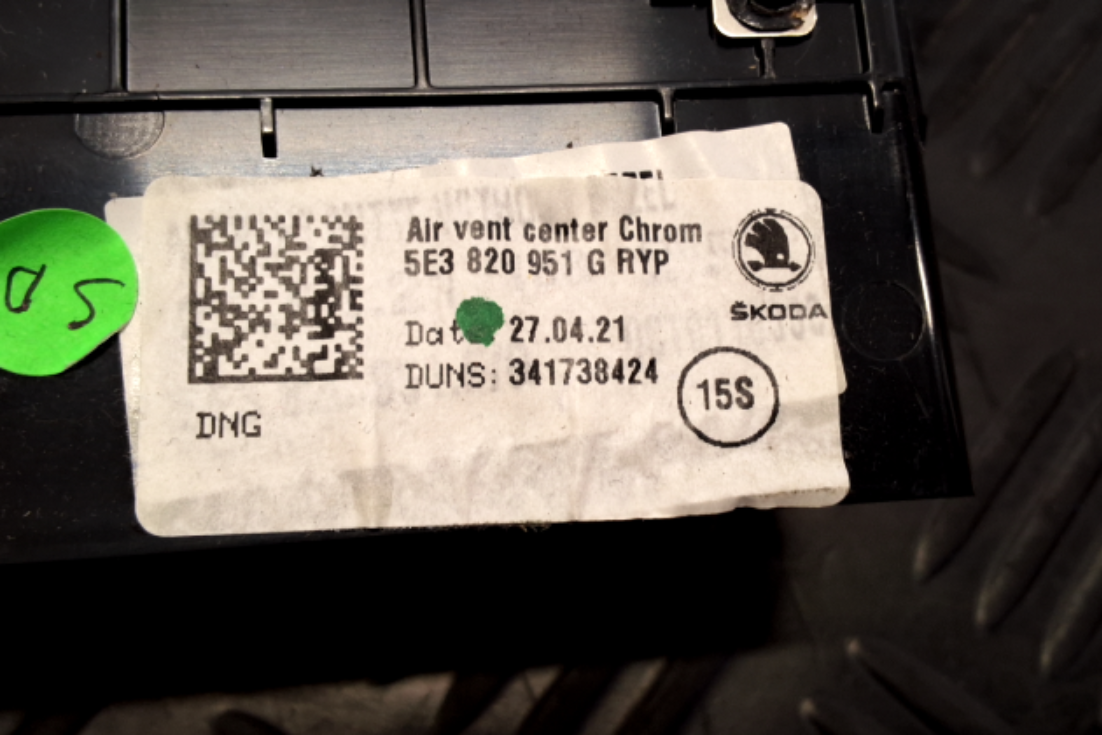 Air vent center Chrom
5E3 820 951 G RYP
27.04.21
DUNS: 341738424
15S
DNG
ŠKODA